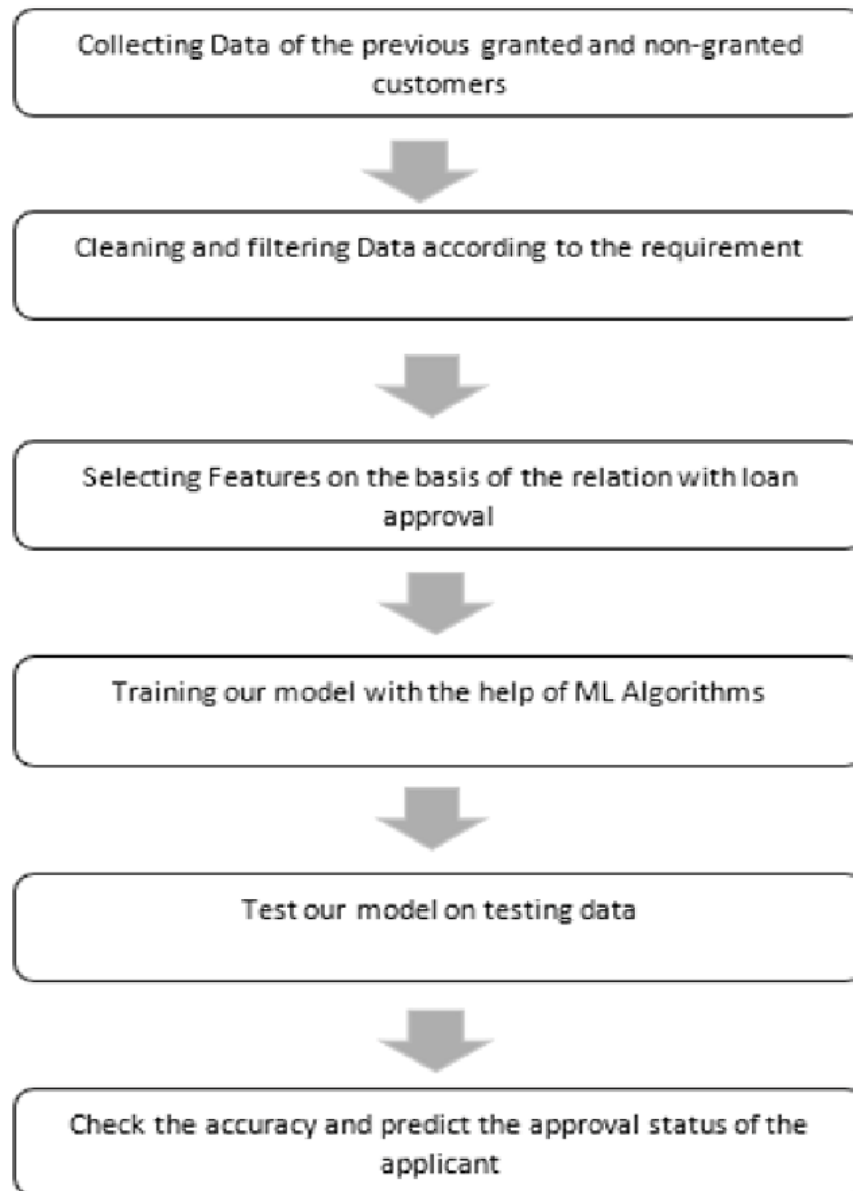 Collecting Data of the previous granted and non-granted
customers
Cleaning and filtering Data according to the requirement
Selecting Features on the basis of the relation with loan
approval
Training our model with the help of ML Algorithms
Test our model on testing data
Check the accuracy and predict the approval status of the
applicant